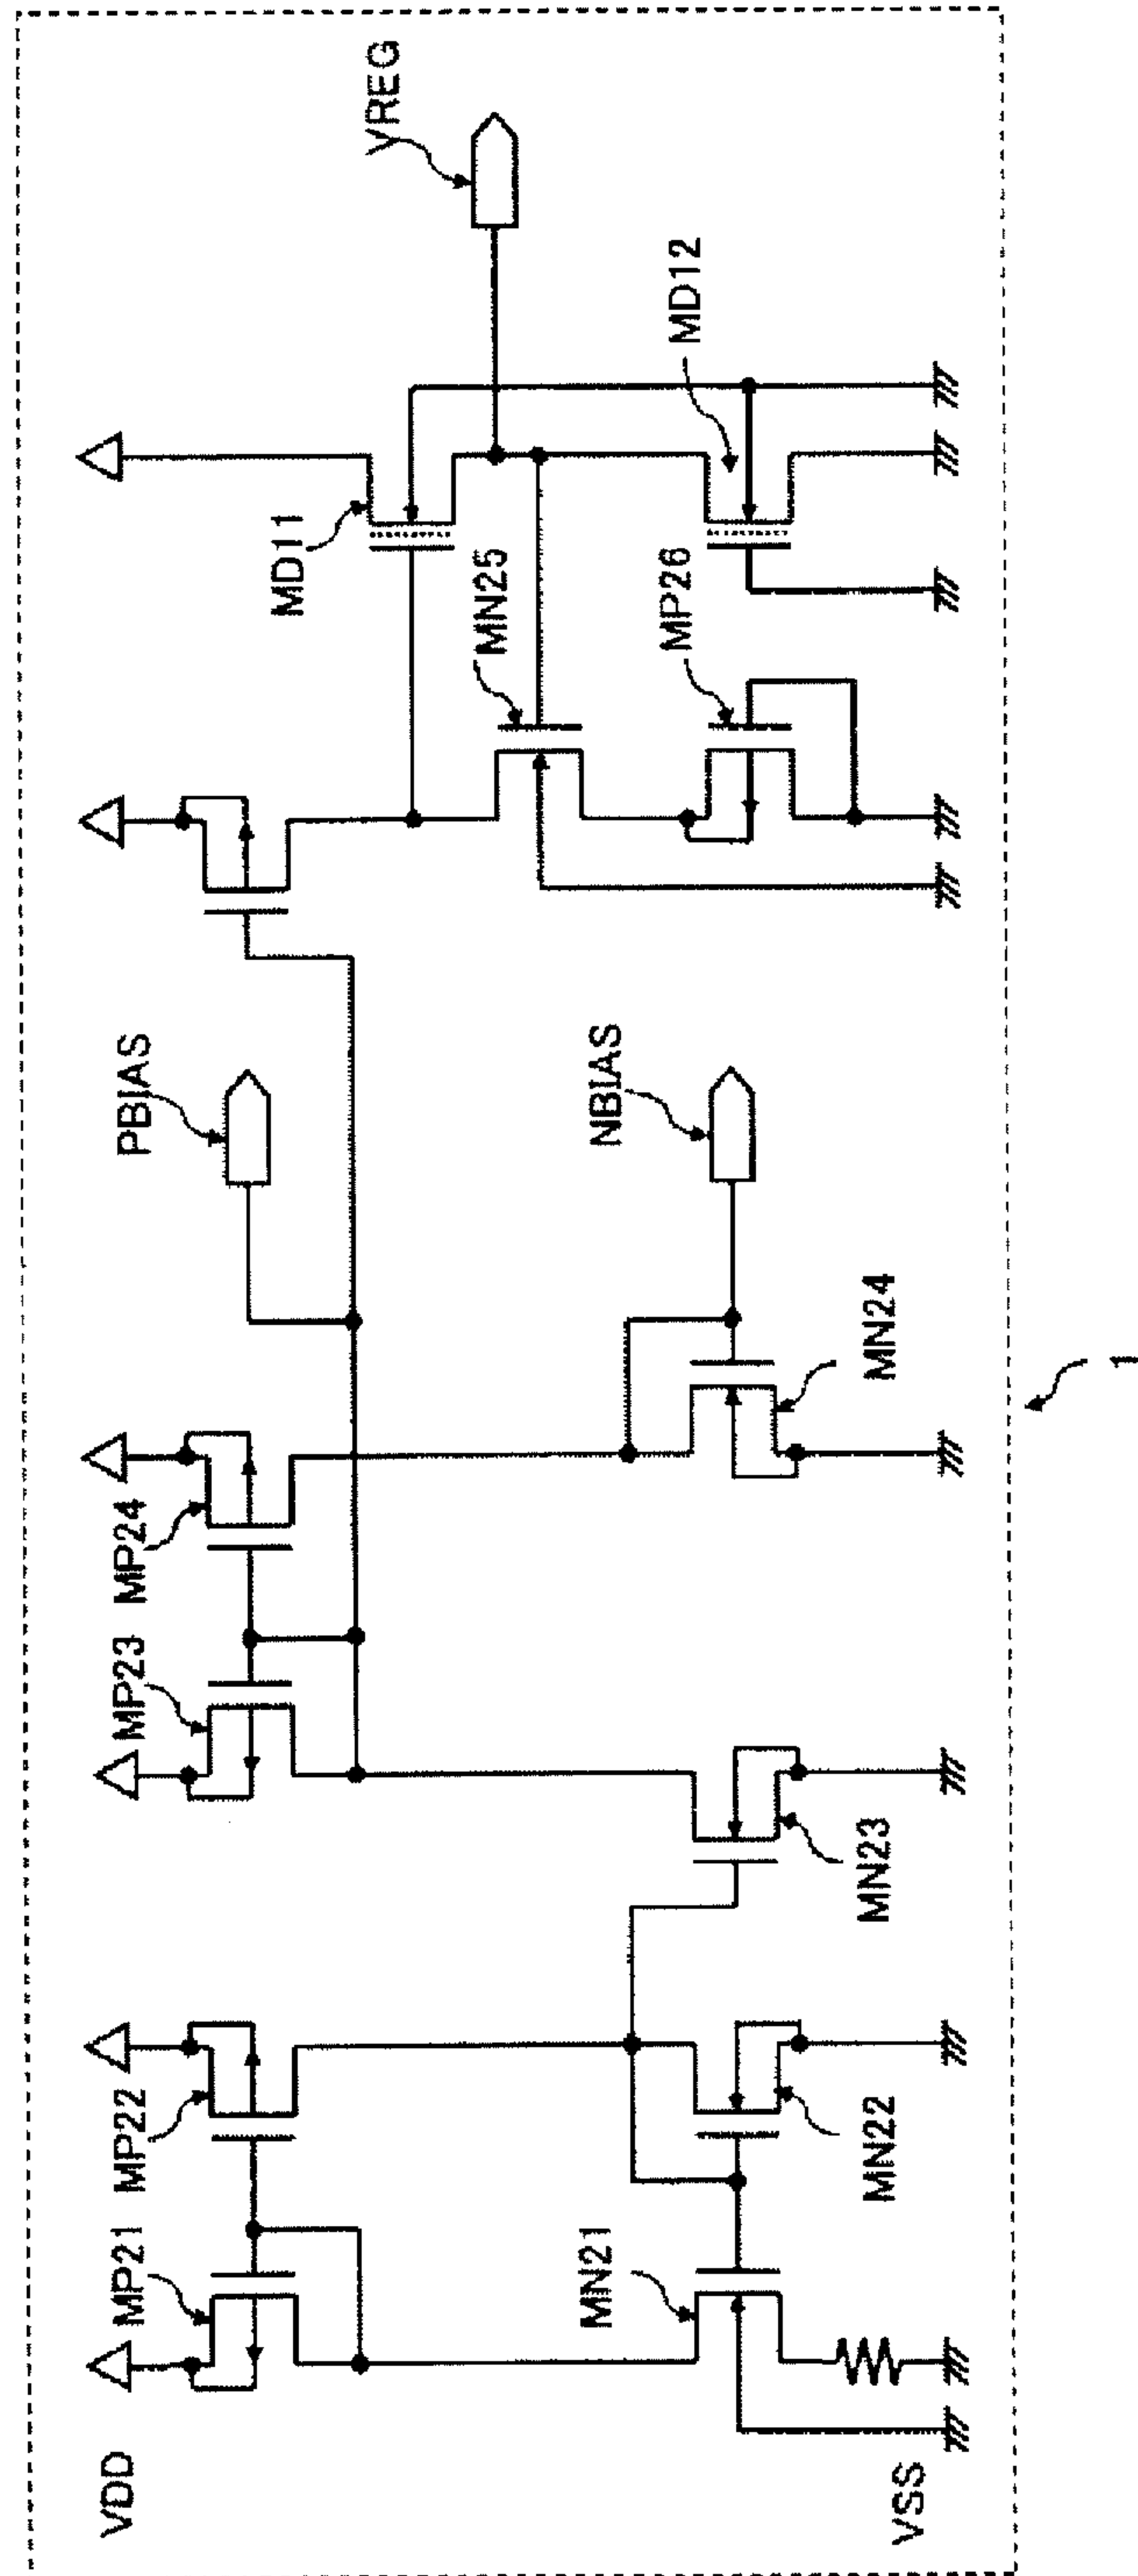 VDD
MP21
MP22
MP23
MP24
PBIAS
MD11
VREG
MN25
MP26
MD12
NBIAS
MN21
MN22
MN23
MN24
VSS
1